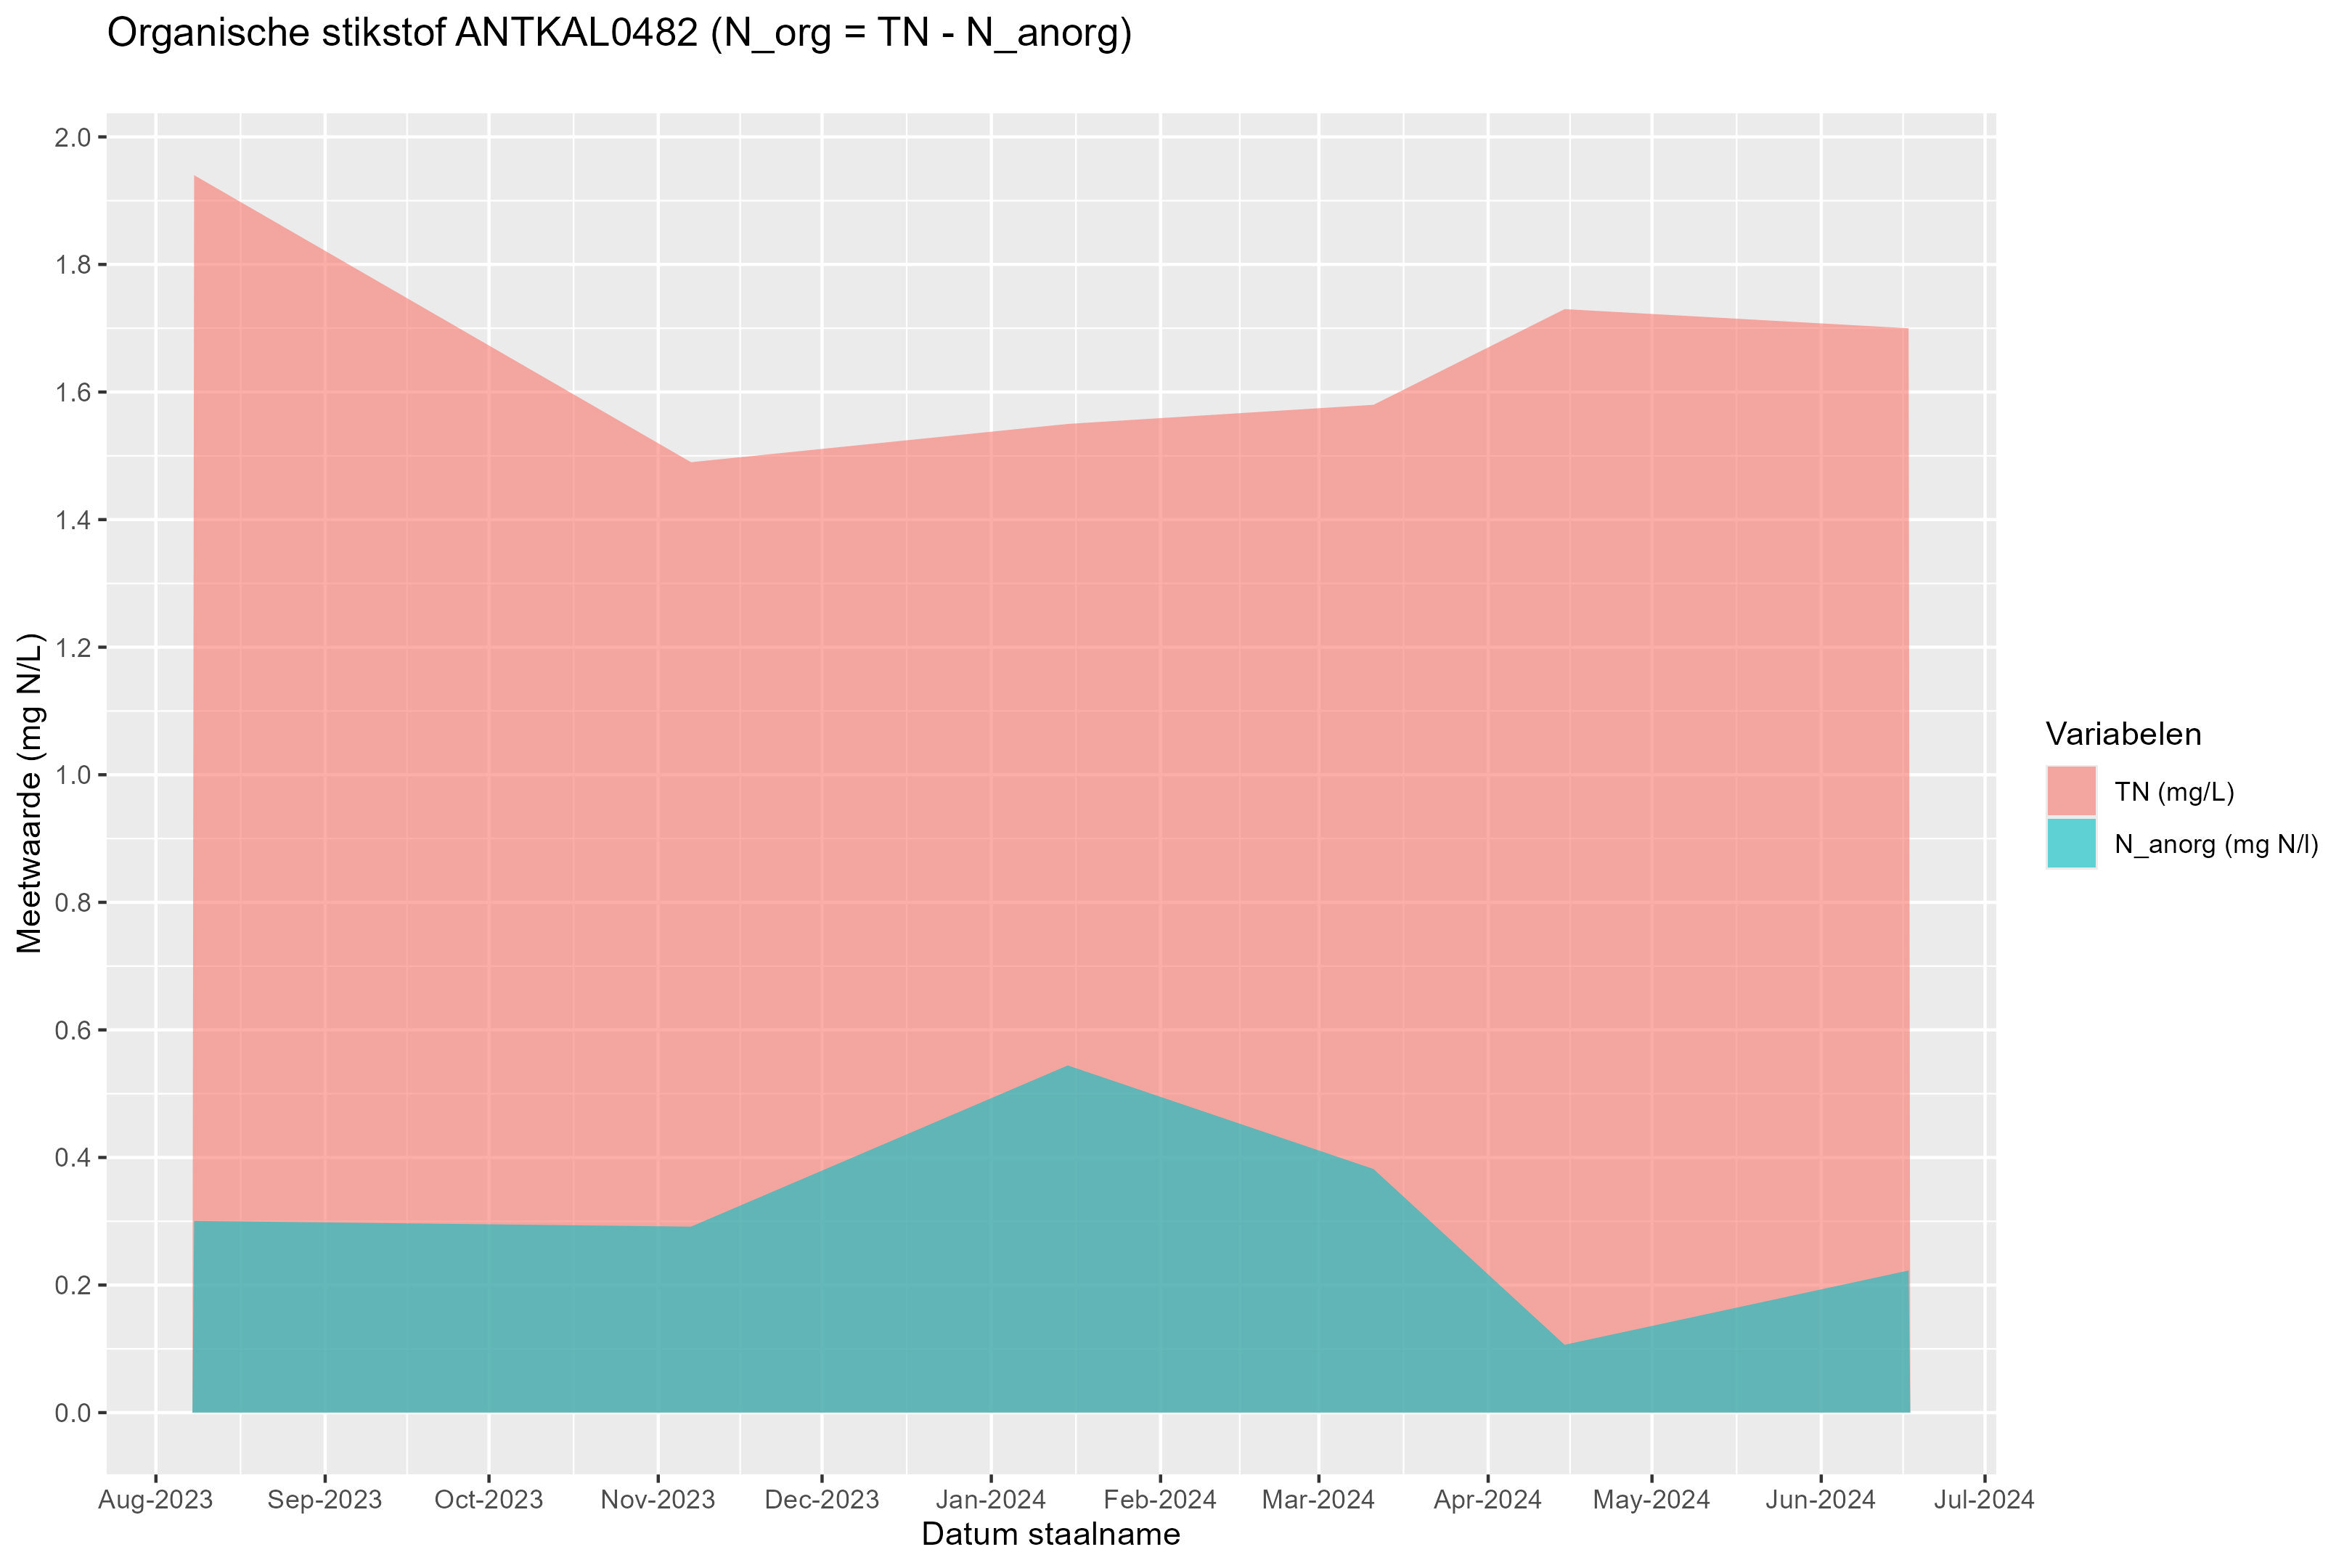 Organische stikstof ANTKAL0482 (N_org = TN - N_anorg)
2.0
1.8
1.6
1.4
1.2
1.0
0.8
0.6
0.4
0.2
0.0
Meetwaarde (mg N/L)
Aug-2023 Sep-2023 Oct-2023 Nov-2023 Dec-2023 Jan-2024 Feb-2024 Mar-2024 Apr-2024 May-2024 Jun-2024 Jul-2024
Datum staalname
Variabelen
TN (mg/L)
N_anorg (mg N/l)